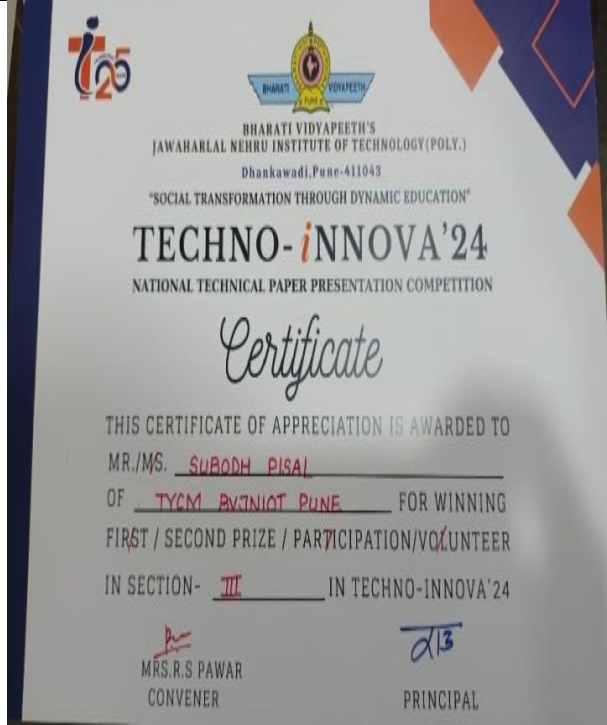 BHARATI VIDYAPEETH
PUNE
BHARATI VIDYAPEETH'S
JAWAHARLAL NEHRU INSTITUTE OF TECHNOLOGY(POLY.)
Dhankawadi,Pune-411043
"SOCIAL TRANSFORMATION THROUGH DYNAMIC EDUCATION"
TECHNO-iNNOVA'24
NATIONAL TECHNICAL PAPER PRESENTATION COMPETITION
Certificate
THIS CERTIFICATE OF APPRECIATION IS AWARDED TO
MR./MS. SUBODH PISAL
OF TYCM BVJNIOT PUNE FOR WINNING
FIRST / SECOND PRIZE / PARTICIPATION/VOLUNTEER
IN SECTION- III IN TECHNO-INNOVA'24
MRS.R.S PAWAR
CONVENER
PRINCIPAL